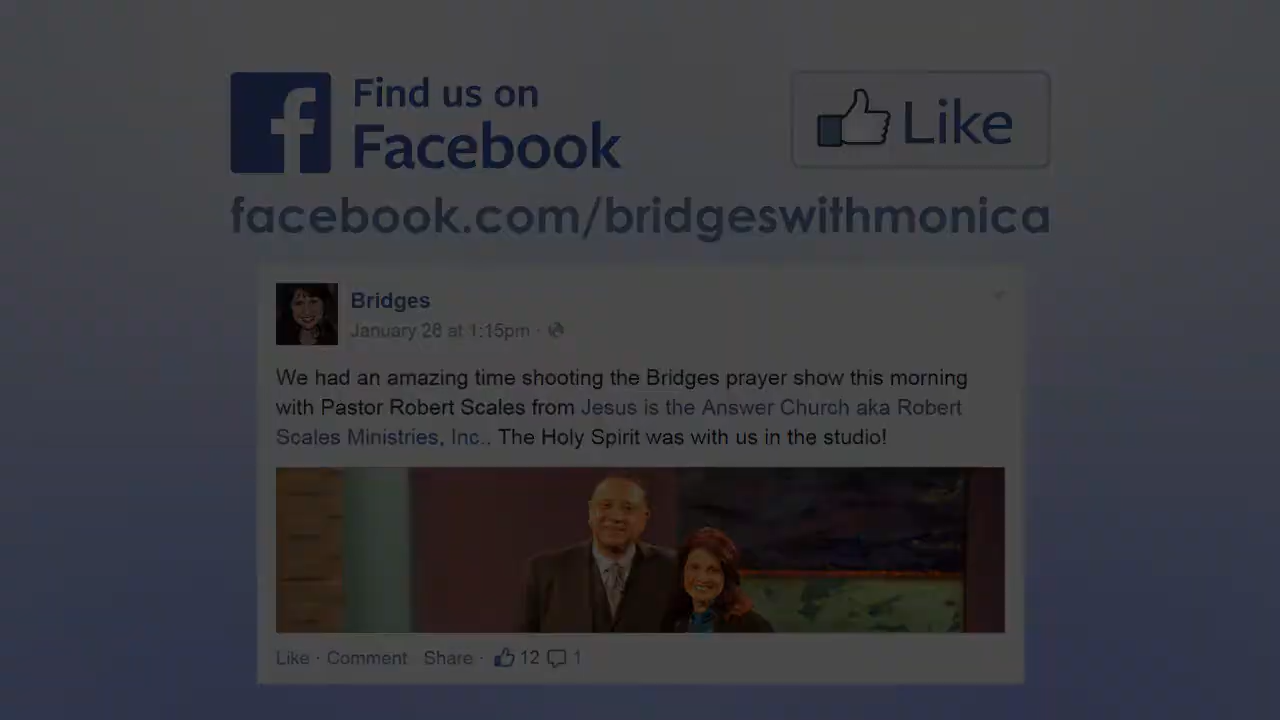 Find us on
Facebook
Like
facebook.com/bridgeswithmonica
Bridges
January 28 at 1:15pm ·
We had an amazing time shooting the Bridges prayer show this morning
with Pastor Robert Scales from Jesus is the Answer Church aka Robert
Scales Ministries, Inc.. The Holy Spirit was with us in the studio!
Like · Comment Share · 12 1